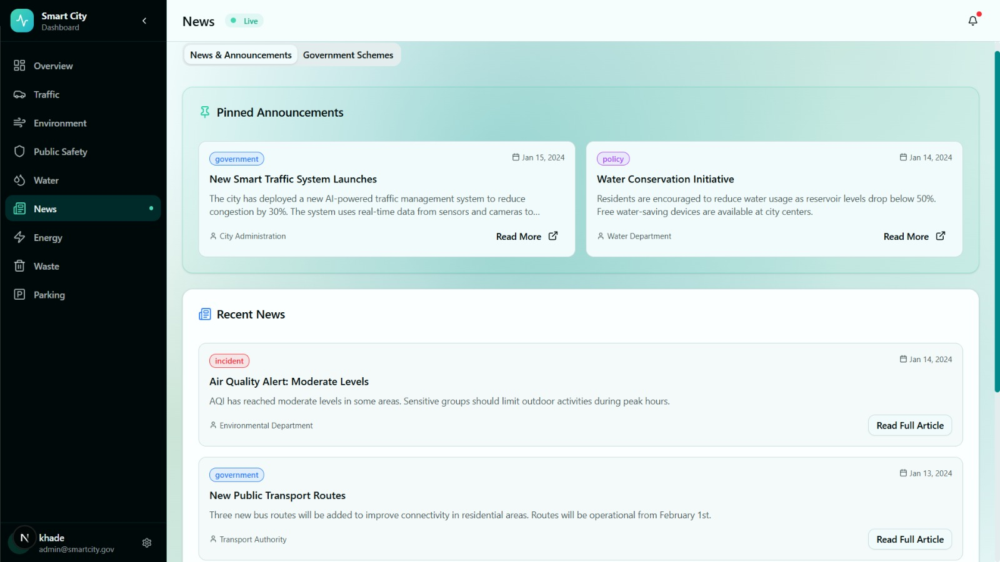 Smart City
Dashboard
Overview
Traffic
Environment
Public Safety
Water
News
Energy
Waste
Parking
N
khade
admin@smartcity.gov
News
Live
News & Announcements
Government Schemes
Pinned Announcements
government
Jan 15, 2024
New Smart Traffic System Launches
The city has deployed a new AI-powered traffic management system to reduce
congestion by 30%. The system uses real-time data from sensors and cameras to...
City Administration
Read More
policy
Jan 14, 2024
Water Conservation Initiative
Residents are encouraged to reduce water usage as reservoir levels drop below 50%.
Free water-saving devices are available at city centers.
Water Department
Read More
Recent News
incident
Jan 14, 2024
Air Quality Alert: Moderate Levels
AQI has reached moderate levels in some areas. Sensitive groups should limit outdoor activities during peak hours.
Environmental Department
Read Full Article
government
Jan 13, 2024
New Public Transport Routes
Three new bus routes will be added to improve connectivity in residential areas. Routes will be operational from February 1st.
Transport Authority
Read Full Article